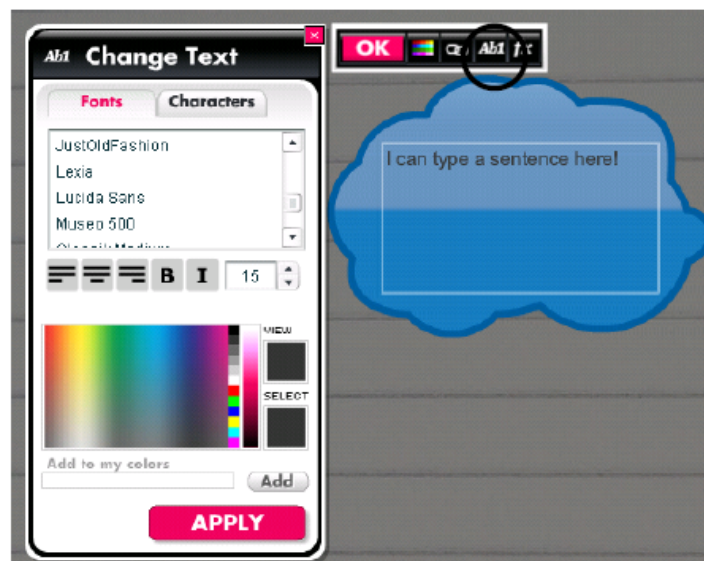 Ab1 Change Text
OK
Ab1
Fonts Characters
JustOldFashion
Lexia
Lucida Sans
Museo 500
B I 15
VIEW
SELECT
Add to my colors
Add
APPLY
I can type a sentence here!